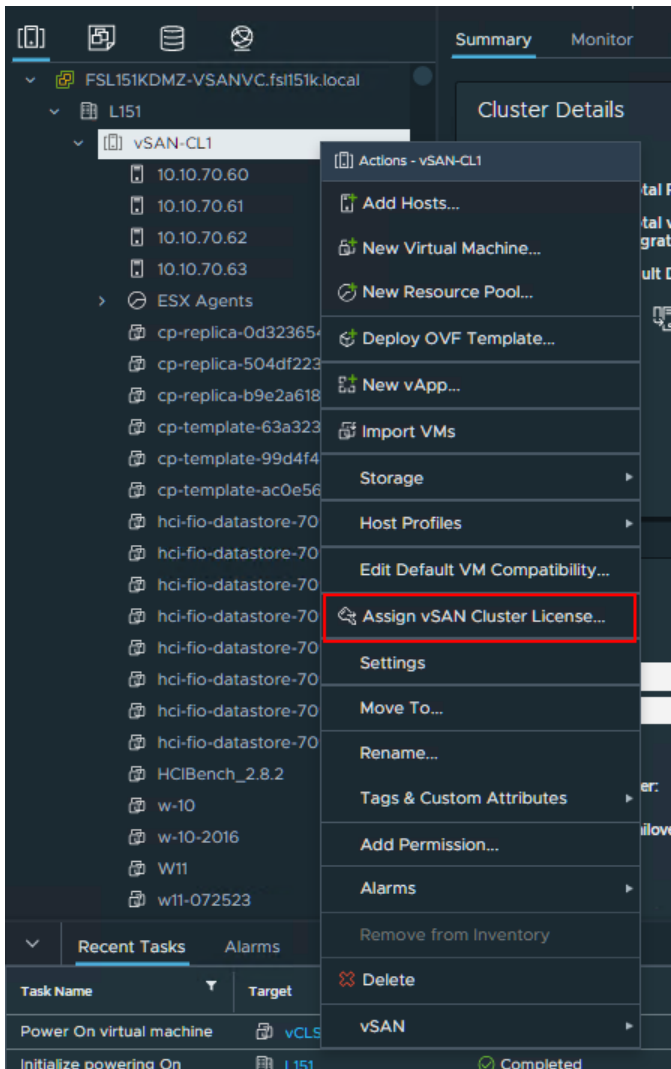 Summary
Monitor
FSL151KDMZ-VSANVC.fsl151k.local
L151
vSAN-CL1
10.10.70.60
10.10.70.61
10.10.70.62
10.10.70.63
ESX Agents
cp-replica-0d323654
cp-replica-504df223
cp-replica-b9e2a618
cp-template-63a323
cp-template-99d4f4
cp-template-ac0e56
hci-fio-datastore-70
hci-fio-datastore-70
hci-fio-datastore-70
hci-fio-datastore-70
hci-fio-datastore-70
hci-fio-datastore-70
hci-fio-datastore-70
hci-fio-datastore-70
HCIBench_2.8.2
w-10
w-10-2016
W11
w11-072523
Cluster Details
Actions - vSAN-CL1
Add Hosts...
New Virtual Machine...
New Resource Pool...
Deploy OVF Template...
New vApp...
Import VMs
Storage
Host Profiles
Edit Default VM Compatibility...
Assign vSAN Cluster License...
Settings
Move To...
Rename...
Tags & Custom Attributes
Add Permission...
Alarms
Remove from Inventory
Delete
vSAN
Recent Tasks
Alarms
Task Name
Target
Power On virtual machine
vCLS
Initialize powering On
L151
Completed